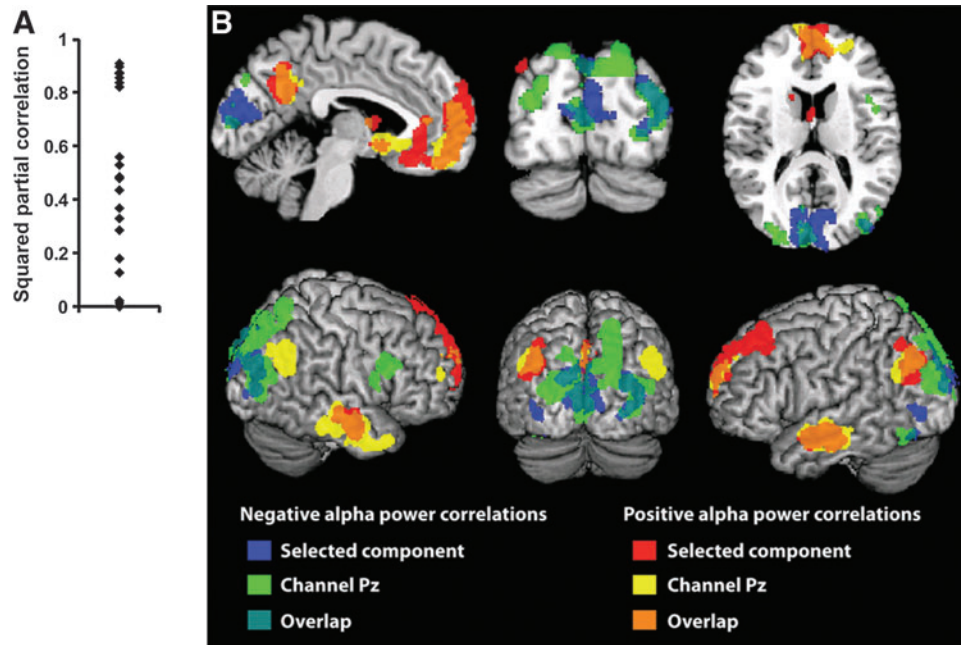 A
B
Squared partial correlation
1
0.8
0.6
0.4
0.2
0
Negative alpha power correlations
Selected component
Channel Pz
Overlap
Positive alpha power correlations
Selected component
Channel Pz
Overlap